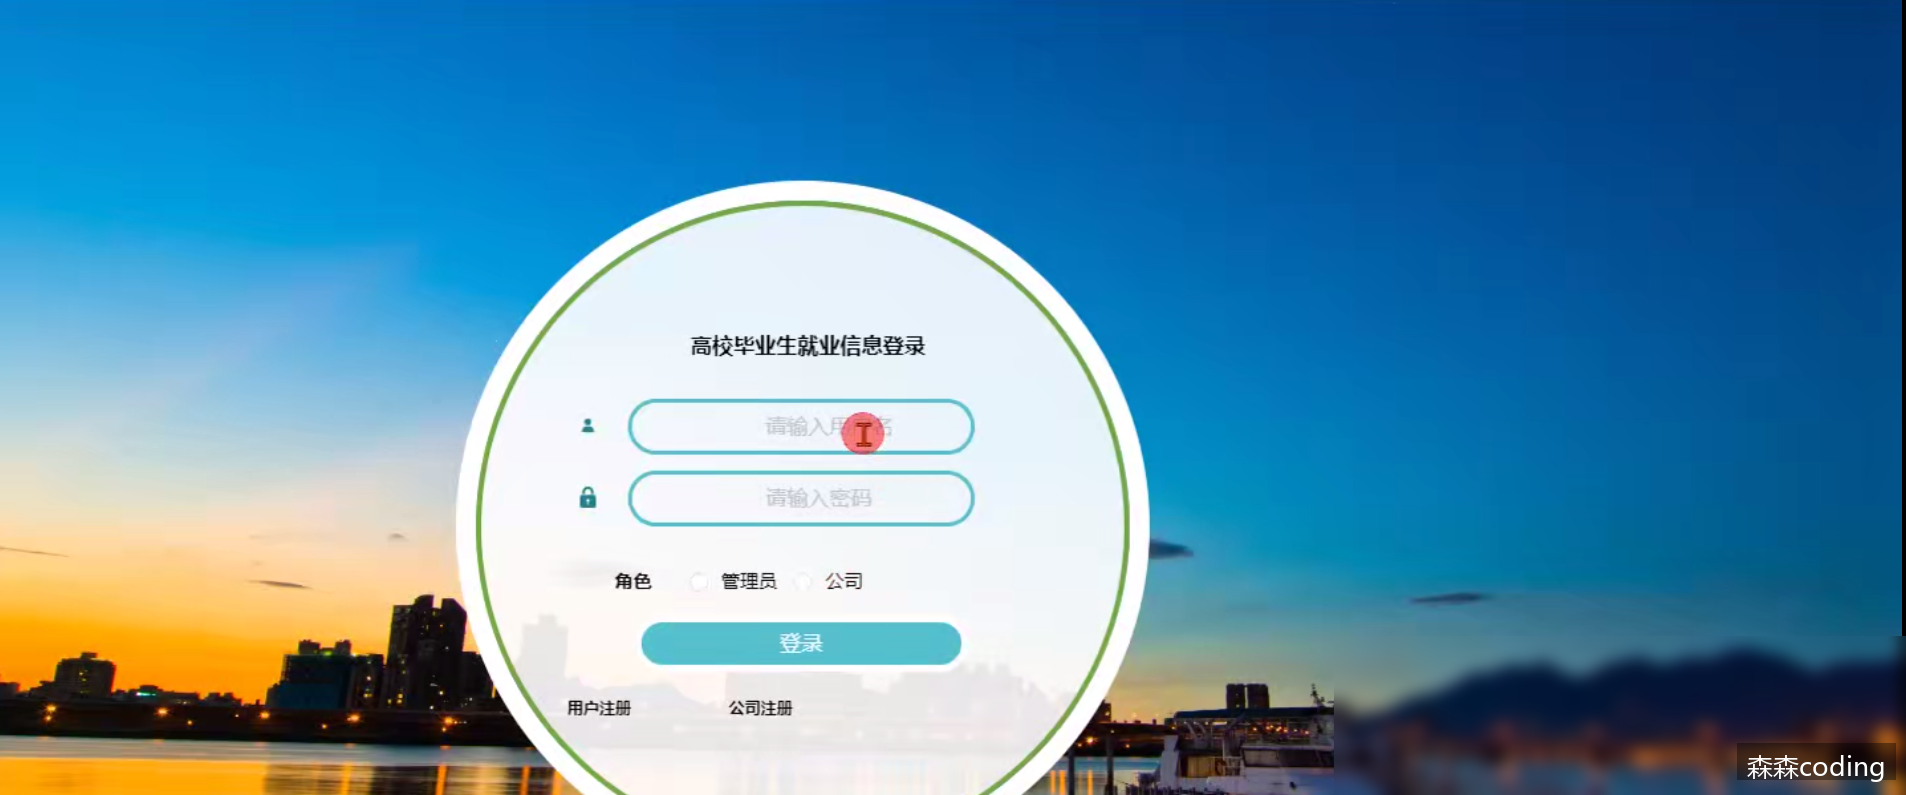 高校毕业生就业信息登录
请输入用户名
请输入密码
角色 管理员 公司
登录
用户注册 公司注册
森森coding